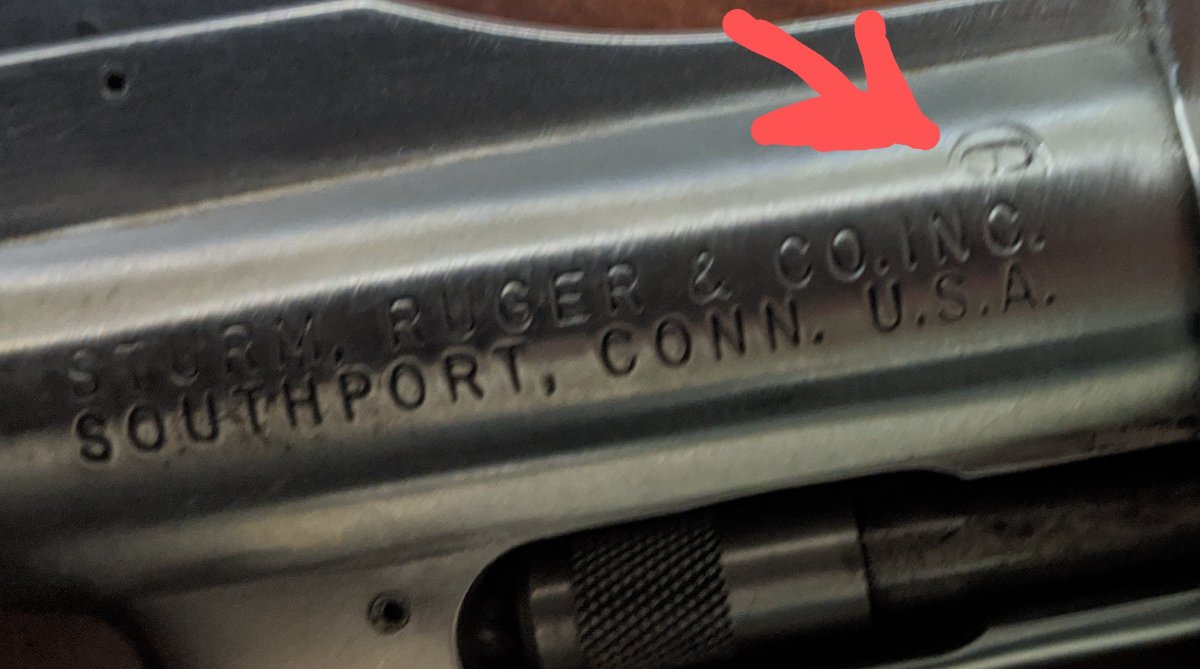 STURM, RUGER & CO.INC.
SOUTHPORT, CONN. U.S.A.